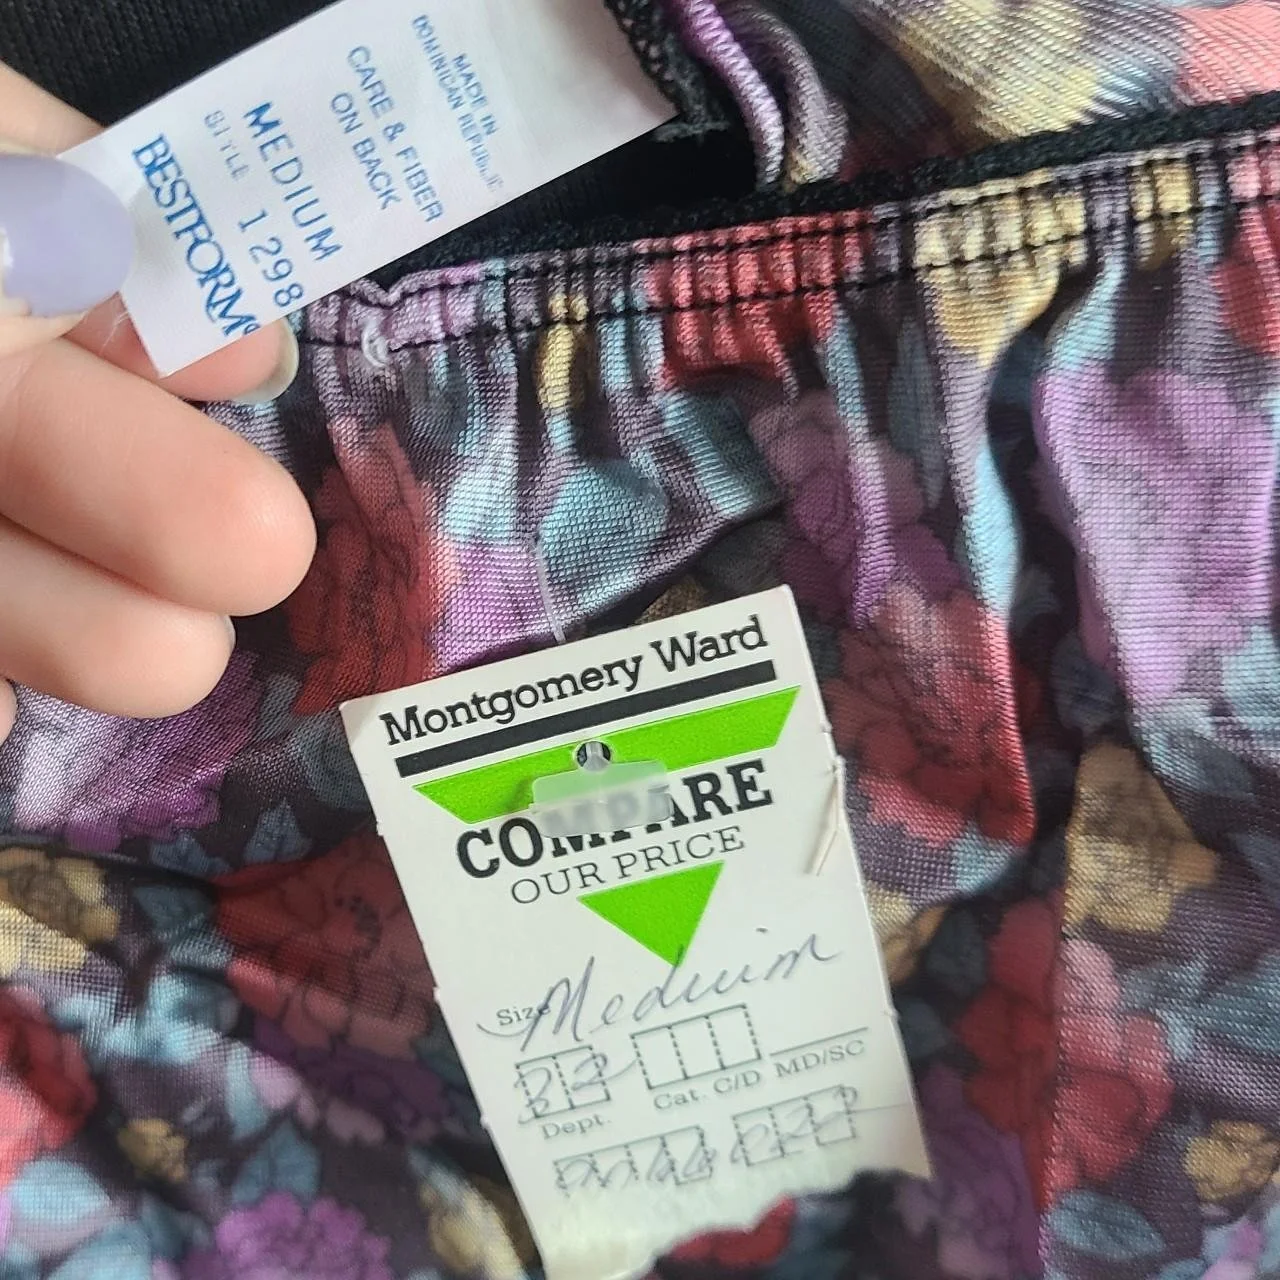 MADE IN
DOMINICAN REPUBLIC
CARE & FIBER
ON BACK
MEDIUM
STYLE 1298
BESTFORM®
Montgomery Ward
COMPARE
OUR PRICE
Size Medium
Dept.
Cat. C/D MD/SC